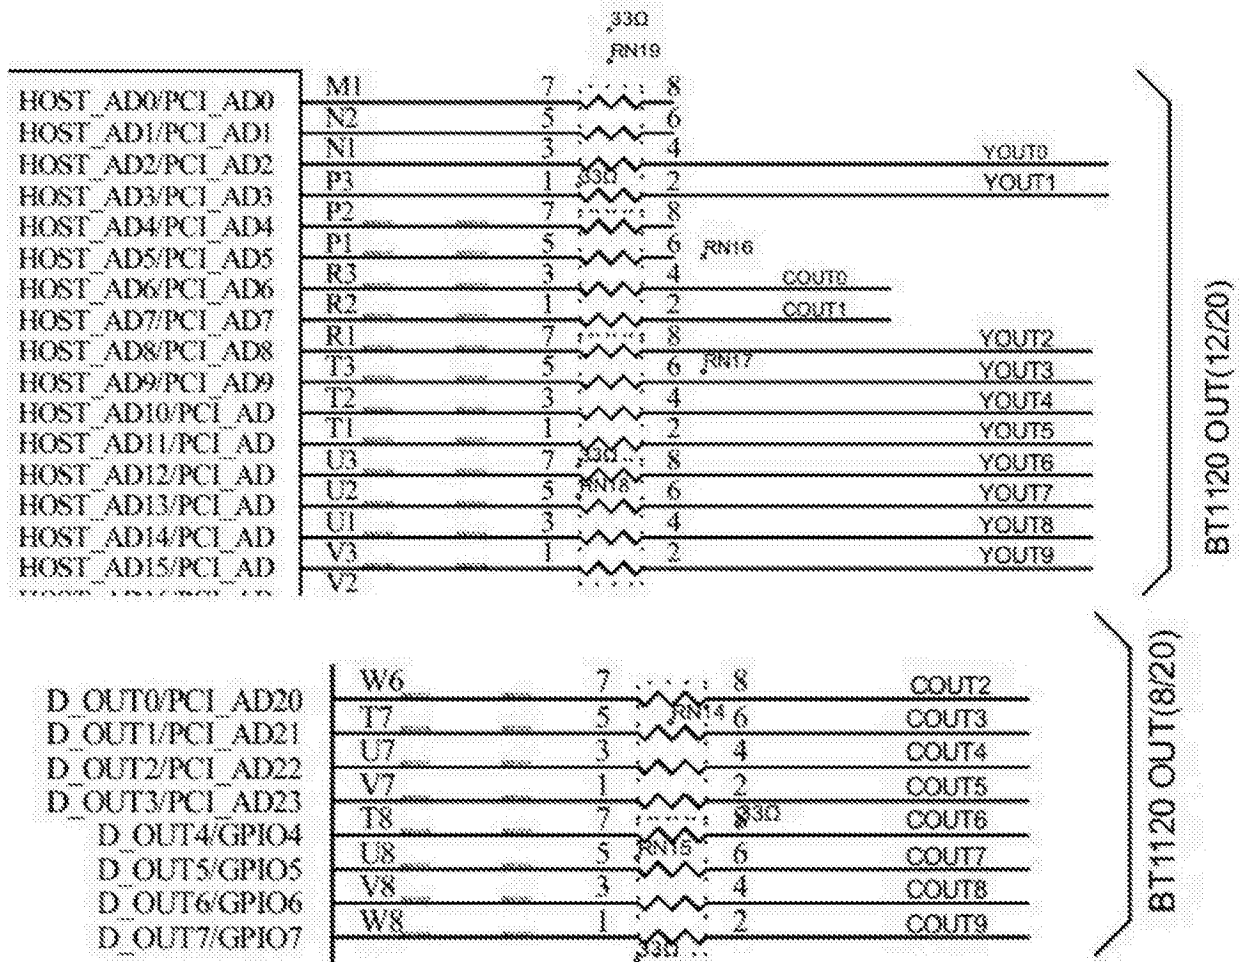 33Ω
RN19
HOST_AD0/PCI_AD0 M1 7 8
HOST_AD1/PCI_AD1 N2 5 6
HOST_AD2/PCI_AD2 N1 3 4 YOUT0
HOST_AD3/PCI_AD3 P3 1 33Ω 2 YOUT1
HOST_AD4/PCI_AD4 P2 7 8
HOST_AD5/PCI_AD5 P1 5 6 RN16
HOST_AD6/PCI_AD6 R3 3 4 COUT0
HOST_AD7/PCI_AD7 R2 1 2 COUT1
HOST_AD8/PCI_AD8 R1 7 8 YOUT2
HOST_AD9/PCI_AD9 T3 5 6 RN17 YOUT3
HOST_AD10/PCI_AD T2 3 4 YOUT4
HOST_AD11/PCI_AD T1 1 2 YOUT5
HOST_AD12/PCI_AD U3 7 33Ω 8 YOUT6
HOST_AD13/PCI_AD U2 5 RN18 6 YOUT7
HOST_AD14/PCI_AD U1 3 4 YOUT8
HOST_AD15/PCI_AD V3 1 2 YOUT9
V2
BT1120 OUT(12/20)
D_OUT0/PCI_AD20 W6 7 8 COUT2
D_OUT1/PCI_AD21 T7 5 RN14 6 COUT3
D_OUT2/PCI_AD22 U7 3 4 COUT4
D_OUT3/PCI_AD23 V7 1 2 COUT5
D_OUT4/GPIO4 T8 7 8 33Ω COUT6
D_OUT5/GPIO5 U8 5 RN15 6 COUT7
D_OUT6/GPIO6 V8 3 4 COUT8
D_OUT7/GPIO7 W8 1 2 COUT9
33Ω
BT1120 OUT(8/20)